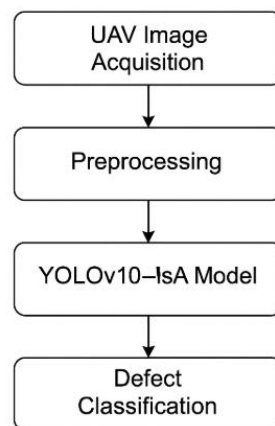 UAV Image
Acquisition
Preprocessing
YOLOv10–IsA Model
Defect
Classification